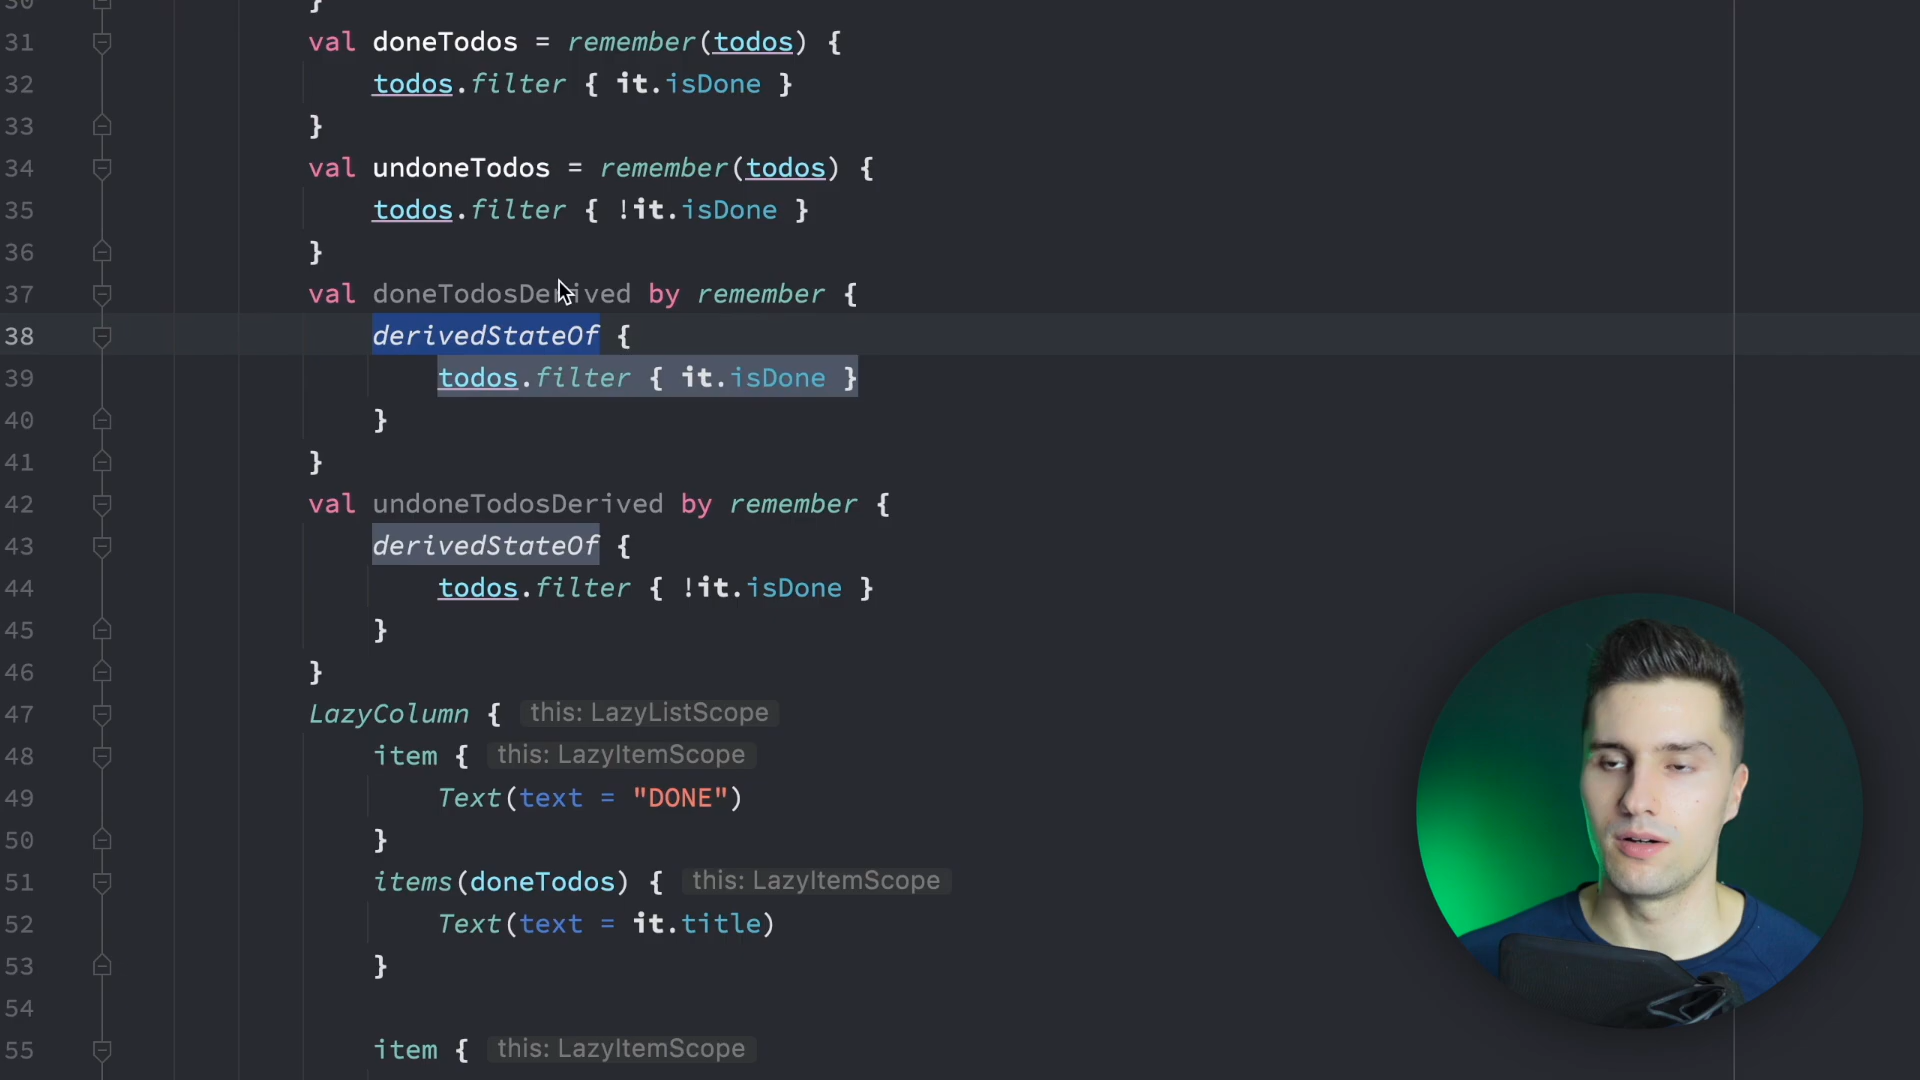 30 }
31 val doneTodos = remember(todos) {
32 todos.filter { it.isDone }
33 }
34 val undoneTodos = remember(todos) {
35 todos.filter { !it.isDone }
36 }
37 val doneTodosDerived by remember {
38 derivedStateOf {
39 todos.filter { it.isDone }
40 }
41 }
42 val undoneTodosDerived by remember {
43 derivedStateOf {
44 todos.filter { !it.isDone }
45 }
46 }
47 LazyColumn { this: LazyListScope
48 item { this: LazyItemScope
49 Text(text = "DONE")
50 }
51 items(doneTodos) { this: LazyItemScope
52 Text(text = it.title)
53 }
54
55 item { this: LazyItemScope